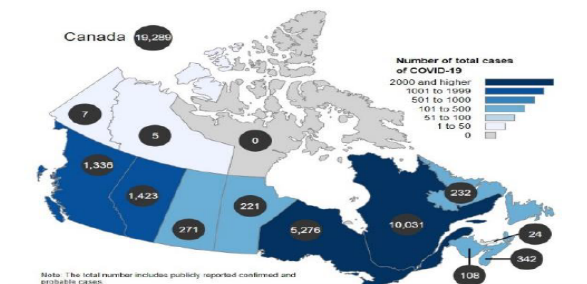 Canada 19,289
Number of total cases
of COVID-19
2000 and higher
1001 to 1999
501 to 1000
101 to 500
51 to 100
1 to 50
0
7
5
0
1,336
1,423
271
221
5,276
10,031
232
24
342
108
Note: The total number includes publicly reported confirmed and
probable cases